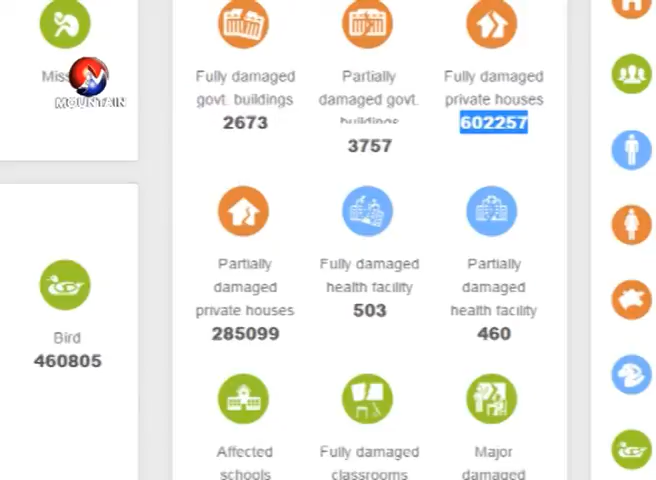 Miss
MOUNTAIN
Fully damaged
govt. buildings
2673
Partially
damaged govt.
buildings
3757
Fully damaged
private houses
602257
Partially
damaged
private houses
285099
Fully damaged
health facility
503
Partially
damaged
health facility
460
Bird
460805
Affected
schools
Fully damaged
classrooms
Major
damaged